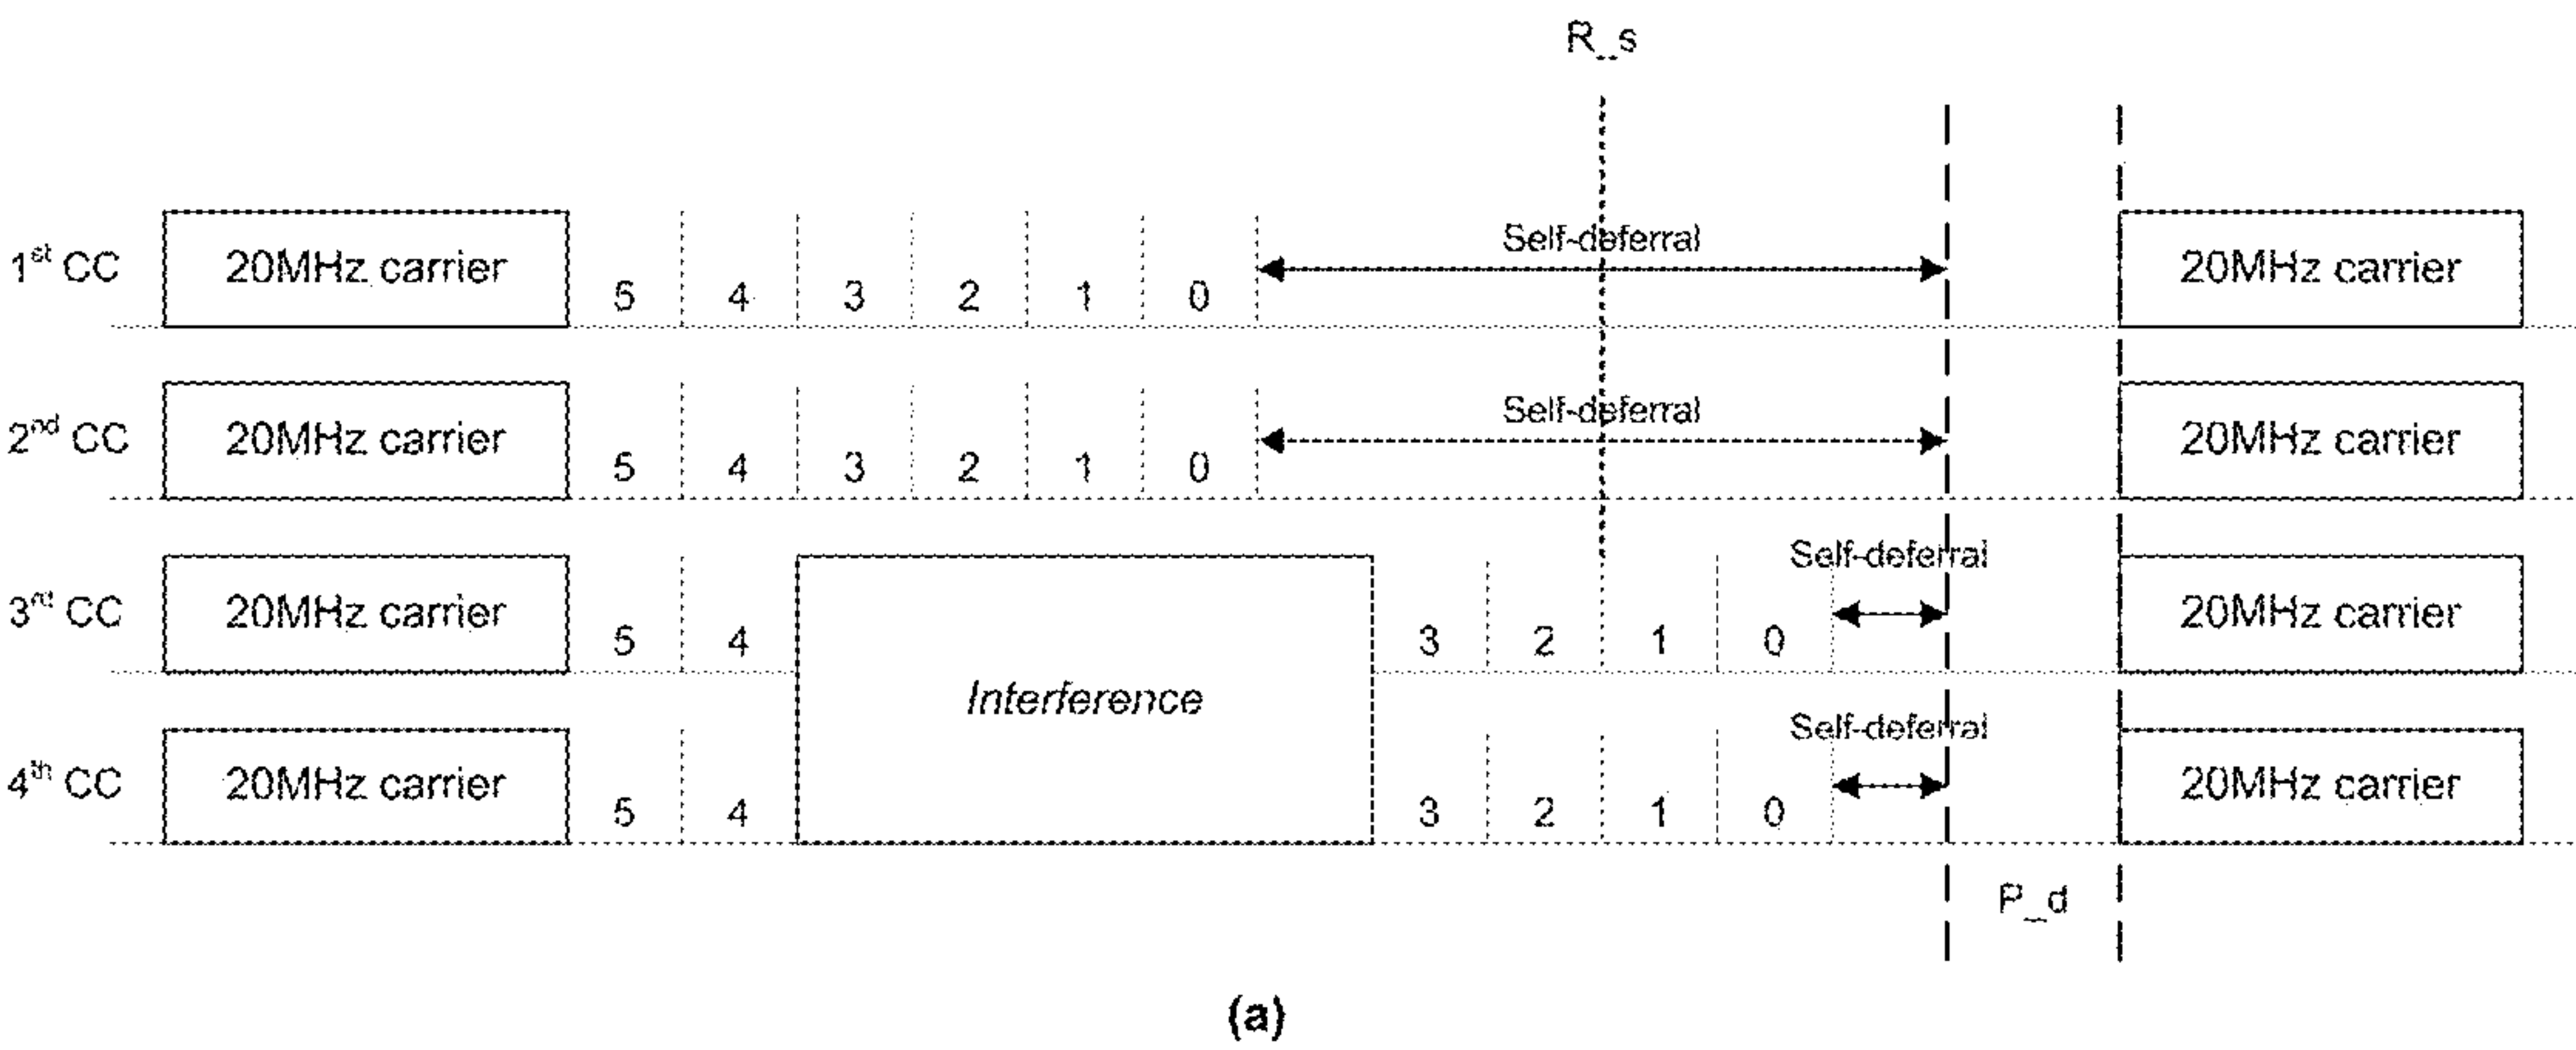 R_s
1st CC 20MHz carrier 5 4 3 2 1 0 Self-deferral 20MHz carrier
2nd CC 20MHz carrier 5 4 3 2 1 0 Self-deferral 20MHz carrier
3rd CC 20MHz carrier 5 4 3 2 1 0 Self-deferral 20MHz carrier
Interference
4th CC 20MHz carrier 5 4 3 2 1 0 Self-deferral 20MHz carrier
P_d
(a)